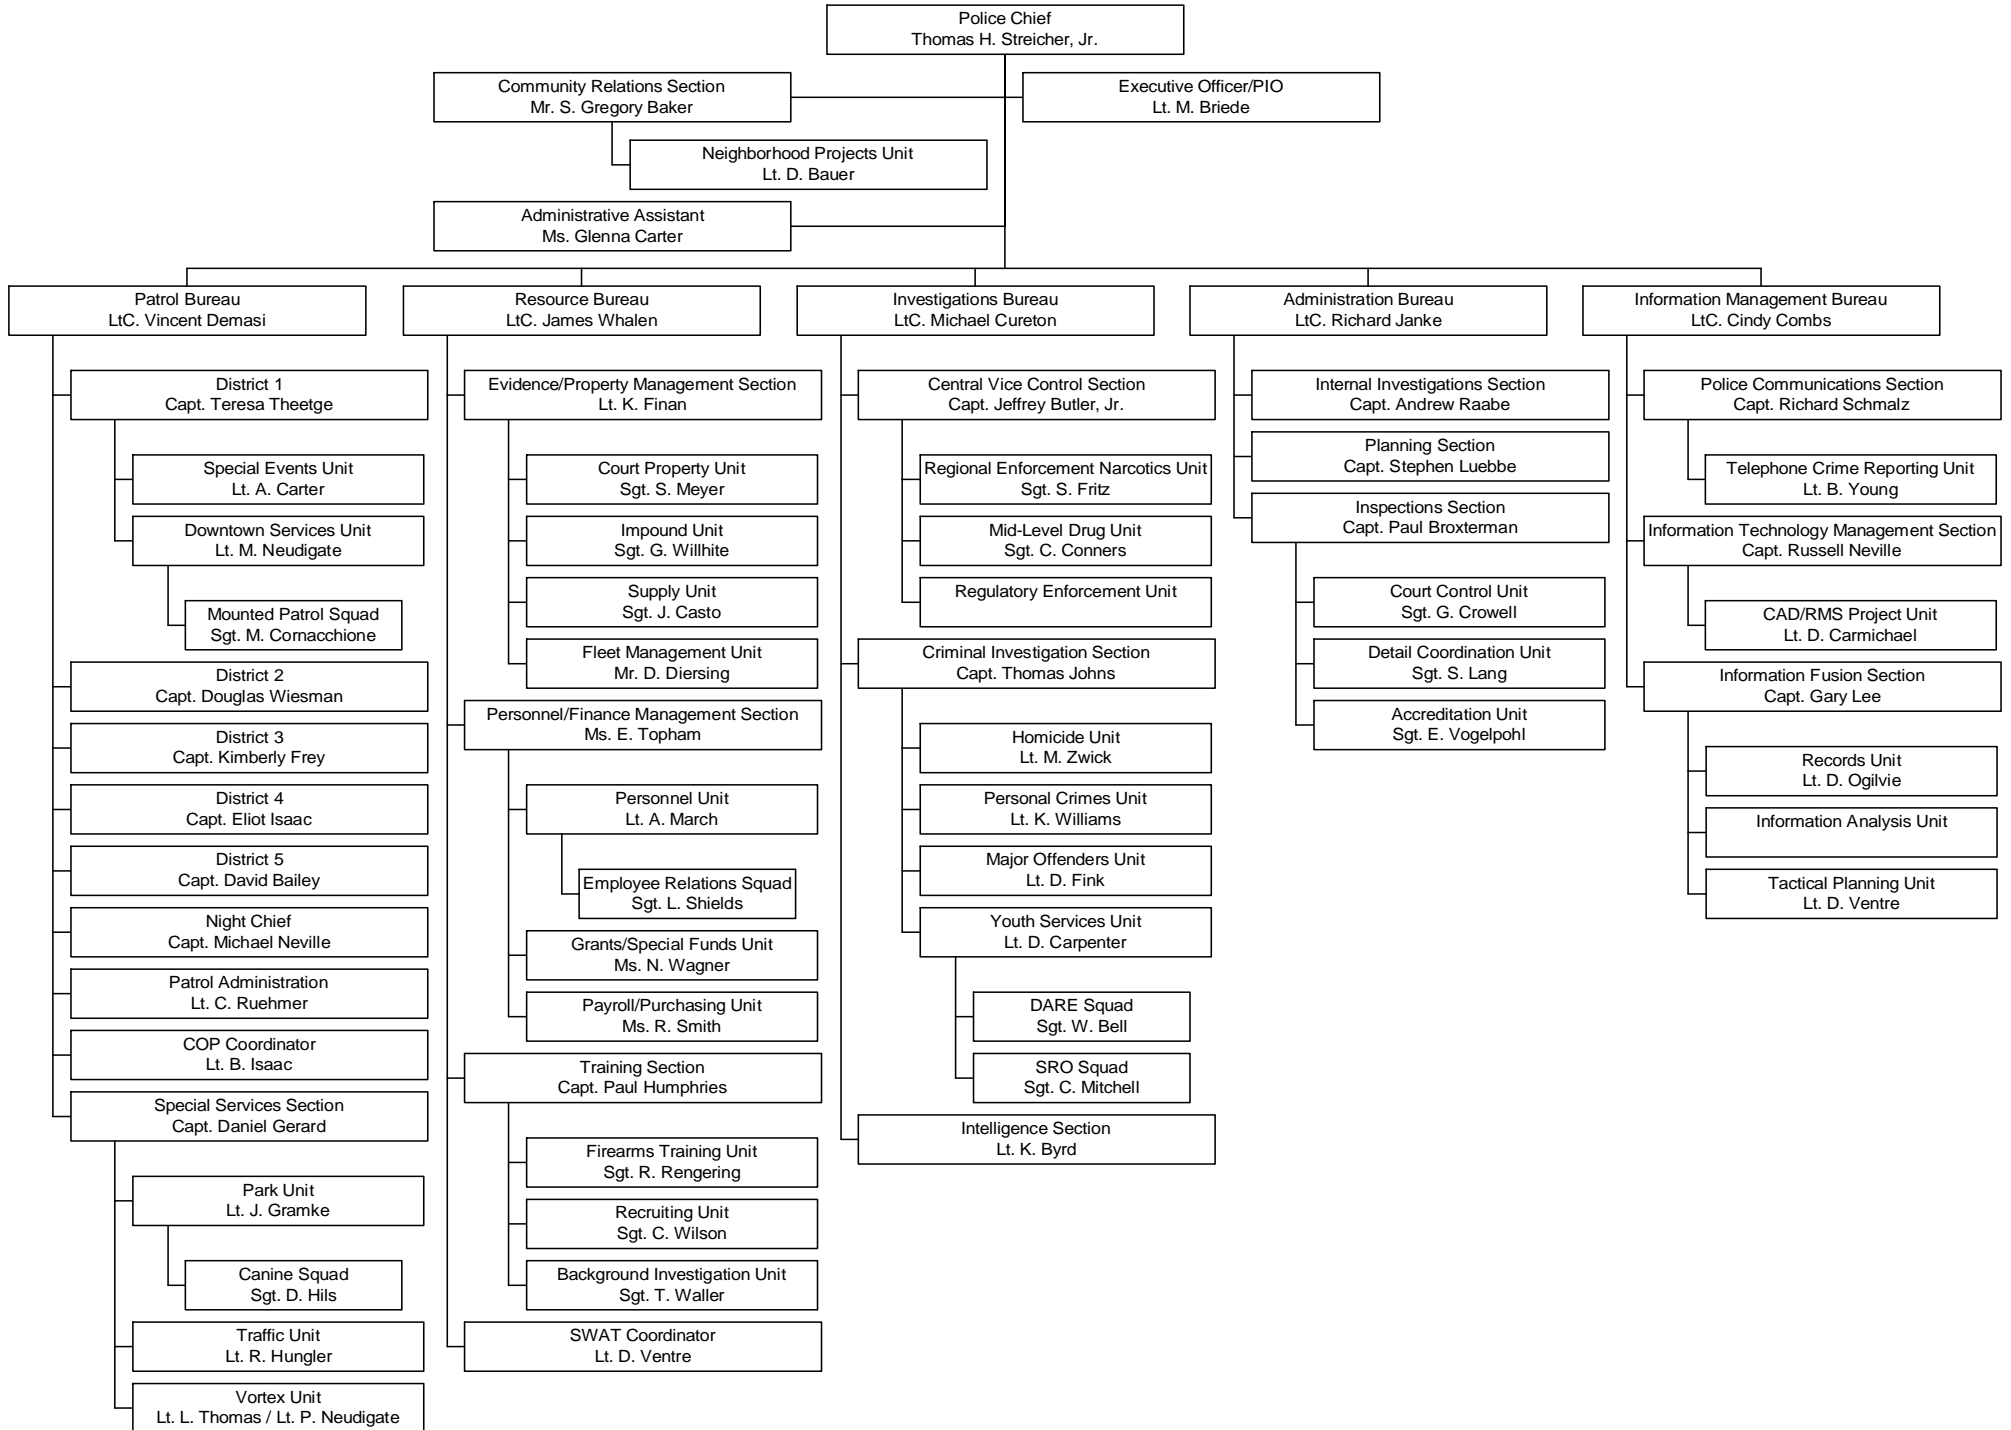 Police Chief
Thomas H. Streicher, Jr.
Community Relations Section
Mr. S. Gregory Baker
Executive Officer/PIO
Lt. M. Briede
Neighborhood Projects Unit
Lt. D. Bauer
Administrative Assistant
Ms. Glenna Carter
Patrol Bureau
LtC. Vincent Demasi
District 1
Capt. Teresa Theetge
Special Events Unit
Lt. A. Carter
Downtown Services Unit
Lt. M. Neudigate
Mounted Patrol Squad
Sgt. M. Cornacchione
District 2
Capt. Douglas Wiesman
District 3
Capt. Kimberly Frey
District 4
Capt. Eliot Isaac
District 5
Capt. David Bailey
Night Chief
Capt. Michael Neville
Patrol Administration
Lt. C. Ruehmer
COP Coordinator
Lt. B. Isaac
Special Services Section
Capt. Daniel Gerard
Park Unit
Lt. J. Gramke
Canine Squad
Sgt. D. Hils
Traffic Unit
Lt. R. Hungler
Vortex Unit
Lt. L. Thomas / Lt. P. Neudigate
Resource Bureau
LtC. James Whalen
Evidence/Property Management Section
Lt. K. Finan
Court Property Unit
Sgt. S. Meyer
Impound Unit
Sgt. G. Willhite
Supply Unit
Sgt. J. Casto
Fleet Management Unit
Mr. D. Diersing
Personnel/Finance Management Section
Ms. E. Topham
Personnel Unit
Lt. A. March
Employee Relations Squad
Sgt. L. Shields
Grants/Special Funds Unit
Ms. N. Wagner
Payroll/Purchasing Unit
Ms. R. Smith
Training Section
Capt. Paul Humphries
Firearms Training Unit
Sgt. R. Rengering
Recruiting Unit
Sgt. C. Wilson
Background Investigation Unit
Sgt. T. Waller
SWAT Coordinator
Lt. D. Ventre
Investigations Bureau
LtC. Michael Cureton
Central Vice Control Section
Capt. Jeffrey Butler, Jr.
Regional Enforcement Narcotics Unit
Sgt. S. Fritz
Mid-Level Drug Unit
Sgt. C. Conners
Regulatory Enforcement Unit
Criminal Investigation Section
Capt. Thomas Johns
Homicide Unit
Lt. M. Zwick
Personal Crimes Unit
Lt. K. Williams
Major Offenders Unit
Lt. D. Fink
Youth Services Unit
Lt. D. Carpenter
DARE Squad
Sgt. W. Bell
SRO Squad
Sgt. C. Mitchell
Intelligence Section
Lt. K. Byrd
Administration Bureau
LtC. Richard Janke
Internal Investigations Section
Capt. Andrew Raabe
Planning Section
Capt. Stephen Luebbe
Inspections Section
Capt. Paul Broxterman
Court Control Unit
Sgt. G. Crowell
Detail Coordination Unit
Sgt. S. Lang
Accreditation Unit
Sgt. E. Vogelpohl
Information Management Bureau
LtC. Cindy Combs
Police Communications Section
Capt. Richard Schmalz
Telephone Crime Reporting Unit
Lt. B. Young
Information Technology Management Section
Capt. Russell Neville
CAD/RMS Project Unit
Lt. D. Carmichael
Information Fusion Section
Capt. Gary Lee
Records Unit
Lt. D. Ogilvie
Information Analysis Unit
Tactical Planning Unit
Lt. D. Ventre